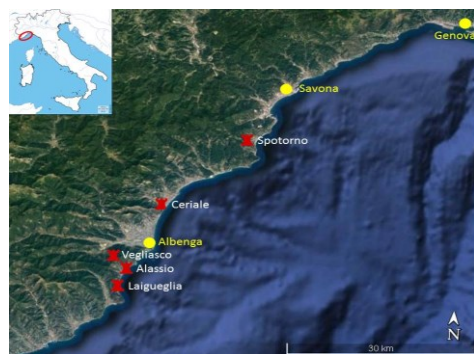 Genova
Savona
Spotorno
Ceriale
Albenga
Vegliasco
Alassio
Laigueglia
N
30 km